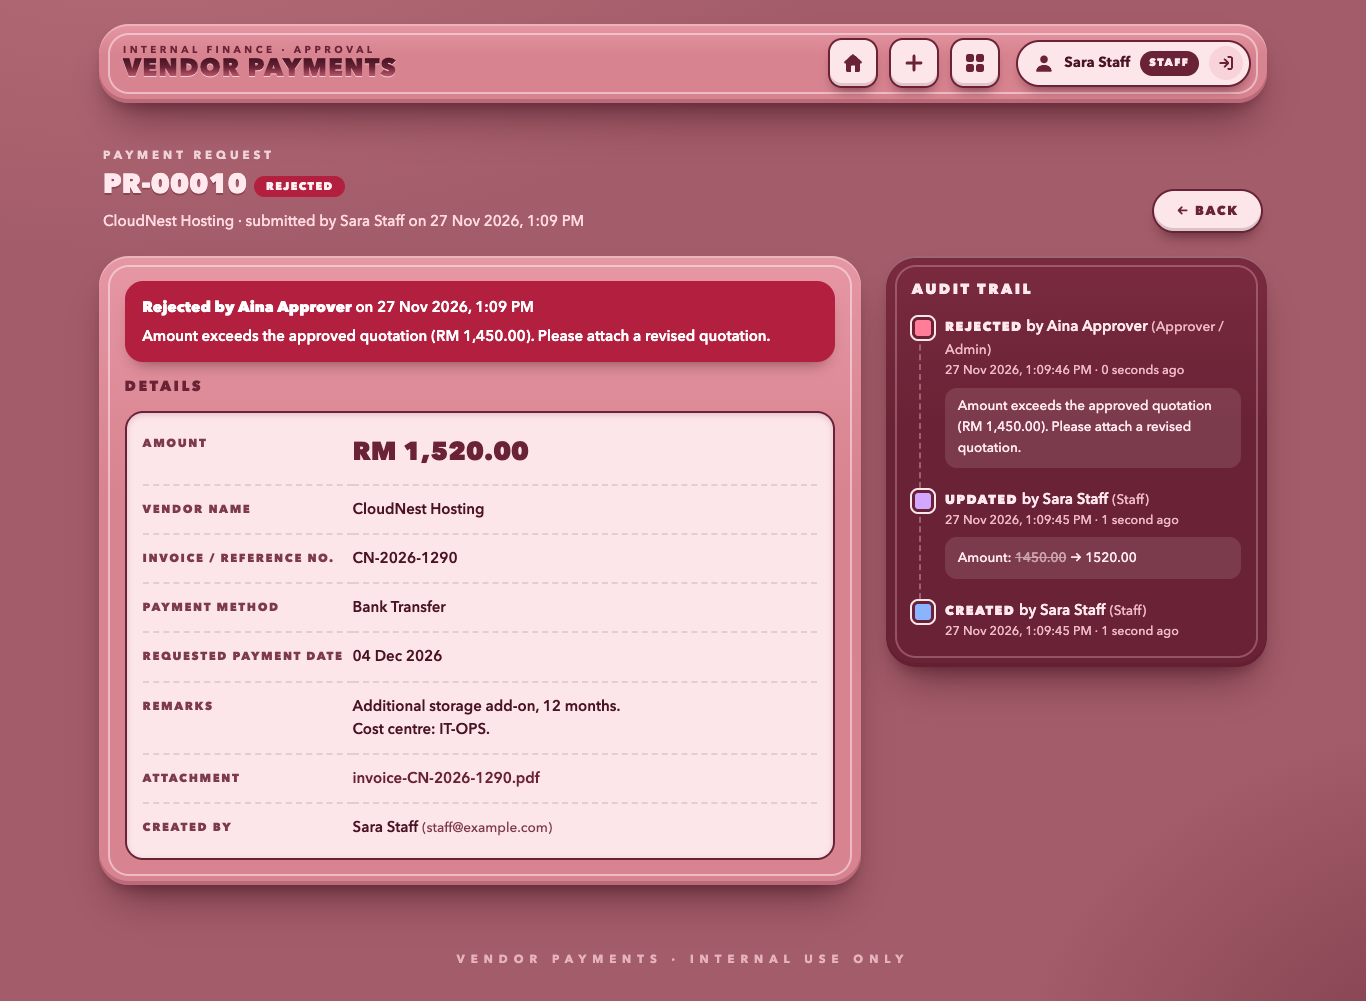 INTERNAL FINANCE · APPROVAL
VENDOR PAYMENTS
Sara Staff STAFF
PAYMENT REQUEST
PR-00010 REJECTED
CloudNest Hosting · submitted by Sara Staff on 27 Nov 2026, 1:09 PM
← BACK
Rejected by Aina Approver on 27 Nov 2026, 1:09 PM
Amount exceeds the approved quotation (RM 1,450.00). Please attach a revised quotation.
DETAILS
AMOUNT RM 1,520.00
VENDOR NAME CloudNest Hosting
INVOICE / REFERENCE NO. CN-2026-1290
PAYMENT METHOD Bank Transfer
REQUESTED PAYMENT DATE 04 Dec 2026
REMARKS Additional storage add-on, 12 months.
Cost centre: IT-OPS.
ATTACHMENT invoice-CN-2026-1290.pdf
CREATED BY Sara Staff (staff@example.com)
AUDIT TRAIL
REJECTED by Aina Approver (Approver /
Admin)
27 Nov 2026, 1:09:46 PM · 0 seconds ago
Amount exceeds the approved quotation
(RM 1,450.00). Please attach a revised
quotation.
UPDATED by Sara Staff (Staff)
27 Nov 2026, 1:09:45 PM · 1 second ago
Amount: 1450.00 → 1520.00
CREATED by Sara Staff (Staff)
27 Nov 2026, 1:09:45 PM · 1 second ago
VENDOR PAYMENTS · INTERNAL USE ONLY